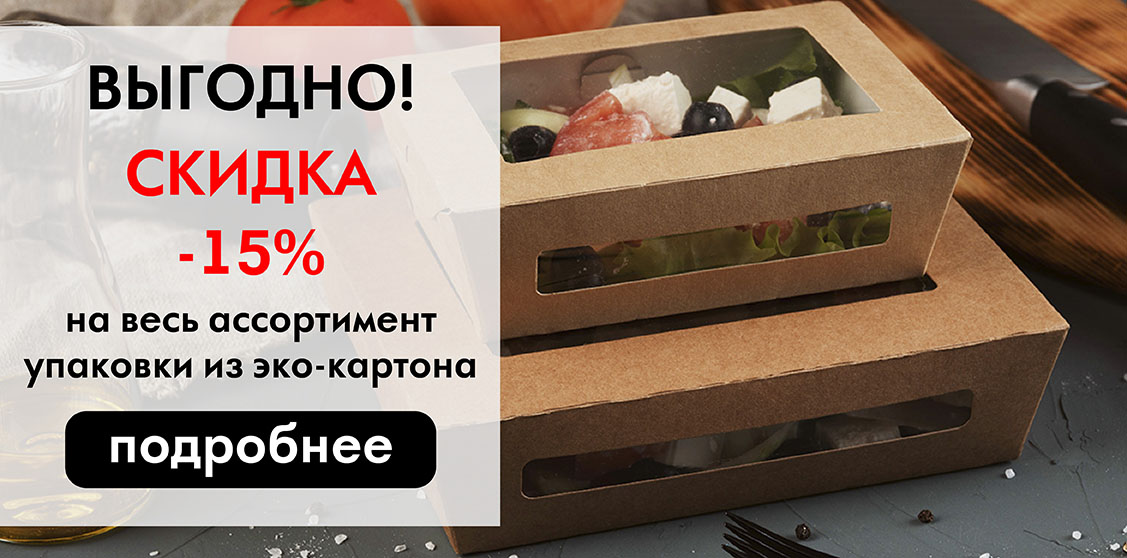 ВЫГОДНО!
СКИДКА
-15%
на весь ассортимент
упаковки из эко-картона
подробнее